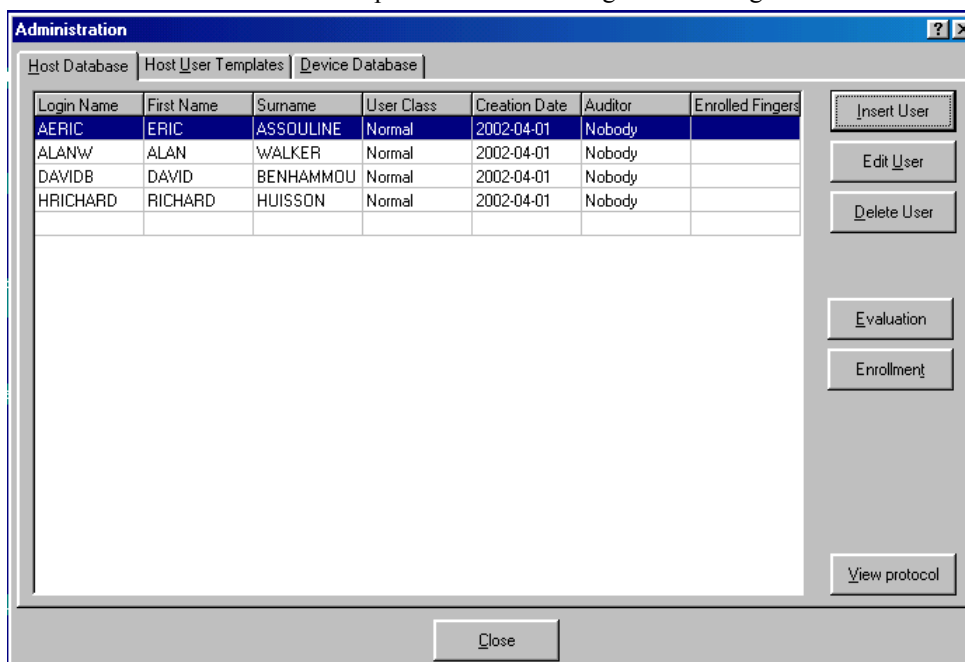 Administration
Host Database Host User Templates Device Database
Login Name First Name Surname User Class Creation Date Auditor Enrolled Fingers
AERIC ERIC ASSOULINE Normal 2002-04-01 Nobody
ALANW ALAN WALKER Normal 2002-04-01 Nobody
DAVIDB DAVID BENHAMMOU Normal 2002-04-01 Nobody
HRICHARD RICHARD HUISSON Normal 2002-04-01 Nobody
Insert User
Edit User
Delete User
Evaluation
Enrollment
View protocol
Close